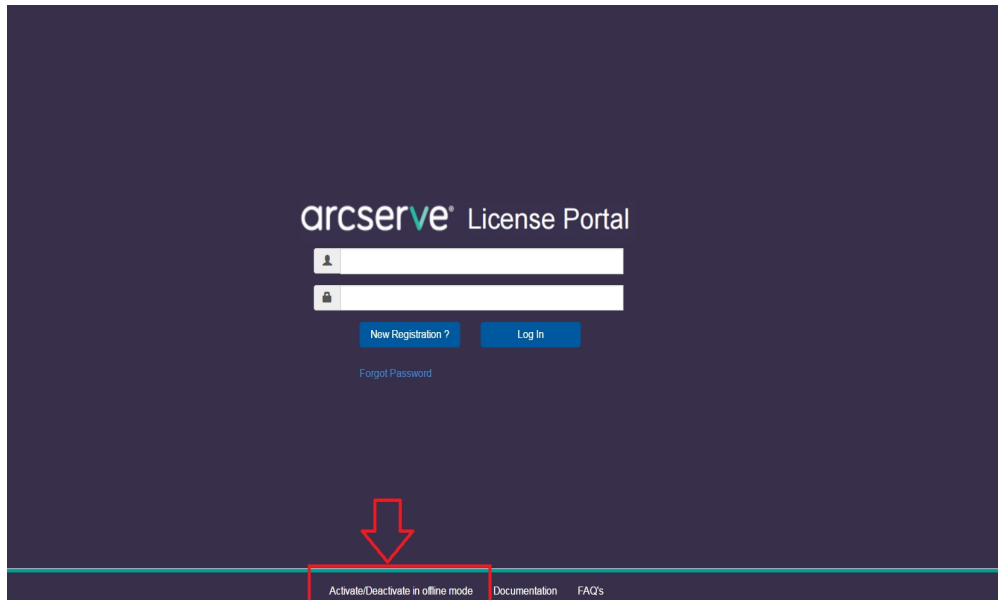 arcserve® License Portal
New Registration ? Log In
Forgot Password
Activate/Deactivate in offline mode Documentation FAQ's